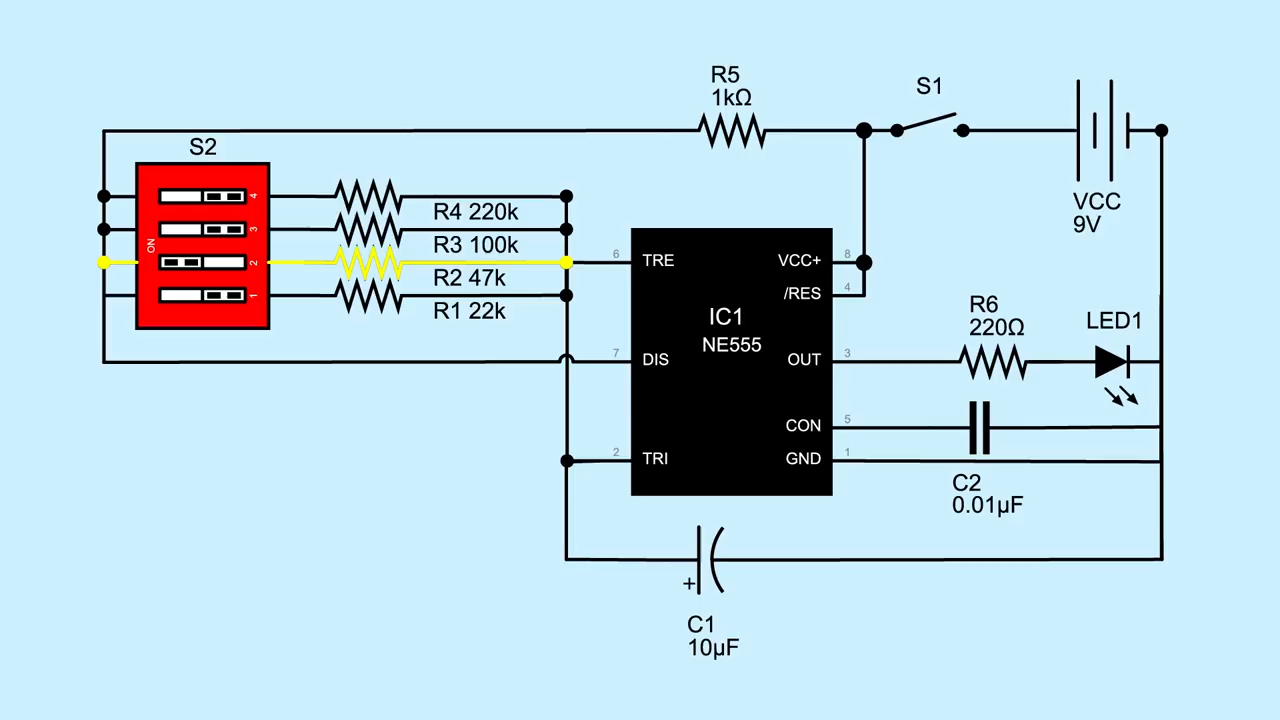 R5
1kΩ
S1
VCC
9V
S2
ON
4
3
2
1
R4 220k
R3 100k
R2 47k
R1 22k
6
TRE
VCC+
8
/RES
4
IC1
NE555
7
DIS
OUT
3
CON
5
2
TRI
GND
1
R6
220Ω
LED1
C2
0.01µF
+
C1
10µF